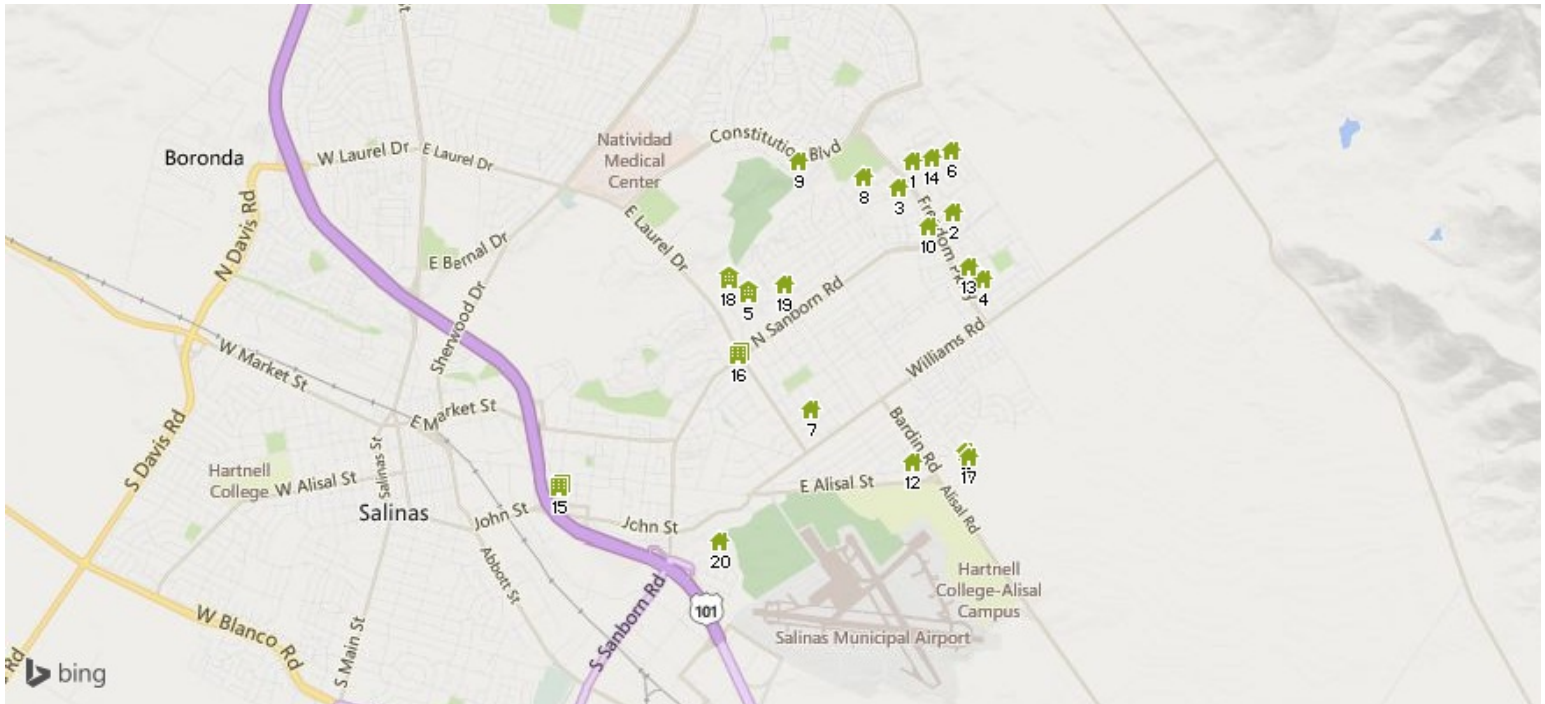 Natividad
Medical
Center
Constitution Blvd
Boronda
W Laurel Dr
E Laurel Dr
9
8
1
14
6
3
N Davis Rd
E Laurel Dr
Freedom Pkwy
2
10
E Bernal Dr
13
4
18
5
19
N Sanborn Rd
Sherwood Dr
W Market St
16
Williams Rd
E Market St
7
Bardin Rd
S Davis Rd
Salinas St
Hartnell
College
W Alisal St
12
17
E Alisal St
Alisal Rd
15
Salinas
John St
John St
20
Abbott St
Hartnell
College-Alisal
Campus
101
S Sanborn Rd
Salinas Municipal Airport
W Blanco Rd
S Main St
Rd
bing